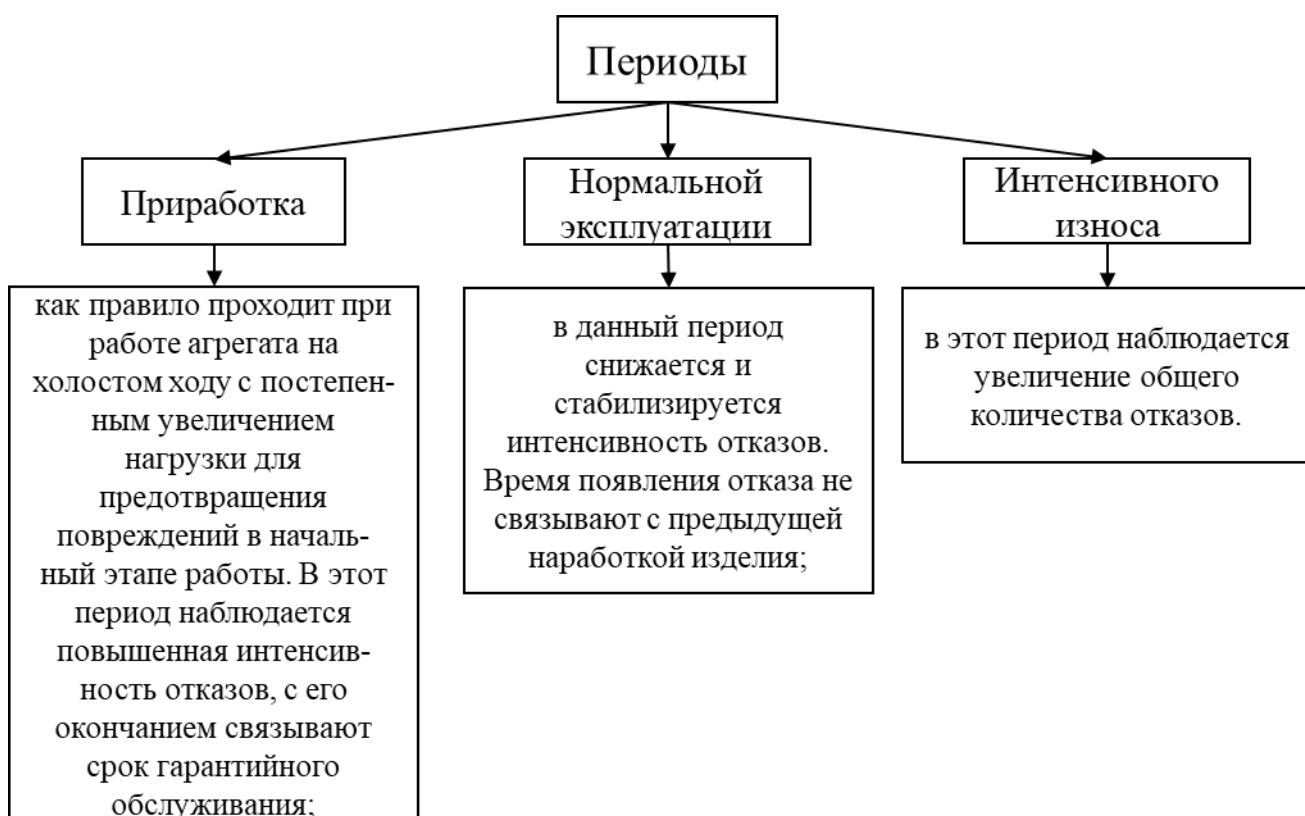 Периоды
Приработка
Нормальной
эксплуатации
Интенсивного
износа
как правило проходит при
работе агрегата на
холостом ходу с постепен-
ным увеличением
нагрузки для
предотвращения
повреждений в началь-
ный этапе работы. В этот
период наблюдается
повышенная интенсив-
ность отказов, с его
окончанием связывают
срок гарантийного
обслуживания;
в данный период
снижается и
стабилизируется
интенсивность отказов.
Время появления отказа не
связывают с предыдущей
наработкой изделия;
в этот период наблюдается
увеличение общего
количества отказов.